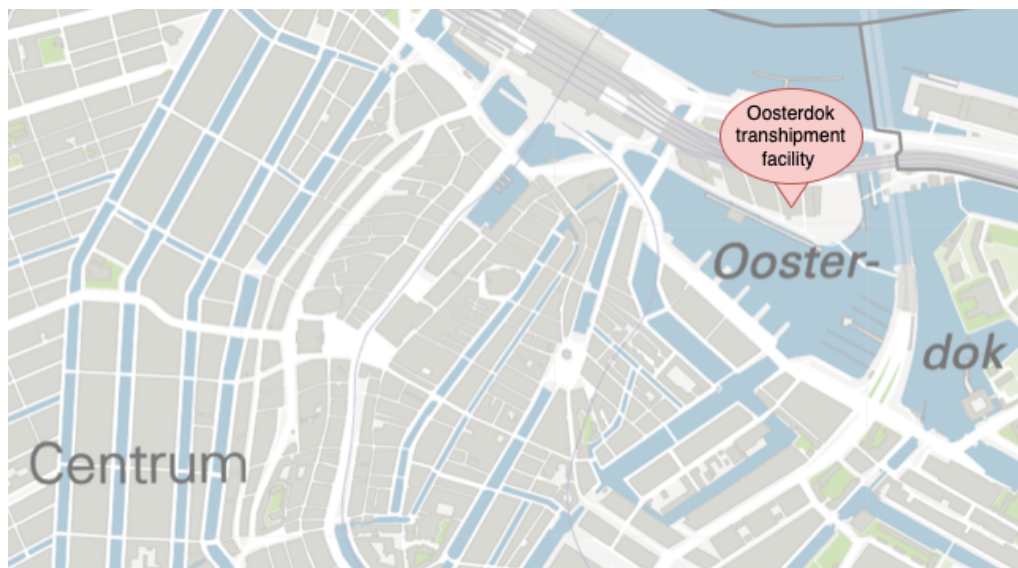 Oosterdok
transhipment
facility
Ooster-
dok
Centrum